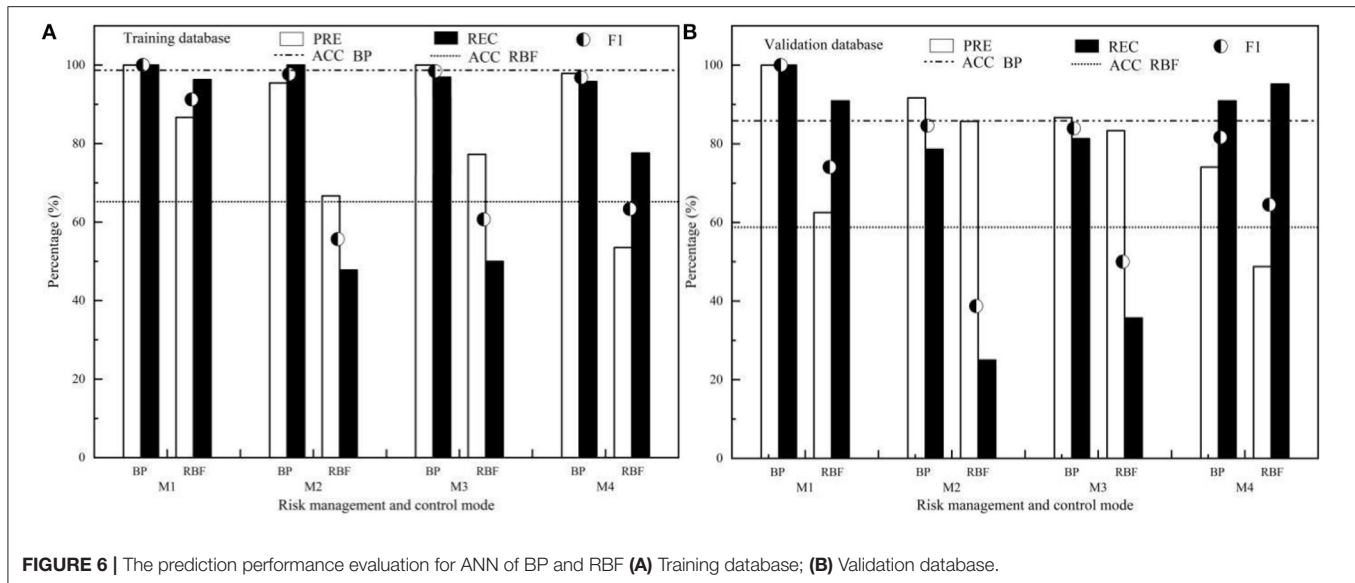 A
Training database
PRE
REC
F1
ACC BP
ACC RBF
100
80
60
40
20
0
Percentage (%)
BP RBF BP RBF BP RBF BP RBF
M1 M2 M3 M4
Risk management and control mode
B
Validation database
PRE
REC
F1
ACC BP
ACC RBF
100
80
60
40
20
0
Percentage (%)
BP RBF BP RBF BP RBF BP RBF
M1 M2 M3 M4
Risk management and control mode
FIGURE 6 | The prediction performance evaluation for ANN of BP and RBF (A) Training database; (B) Validation database.